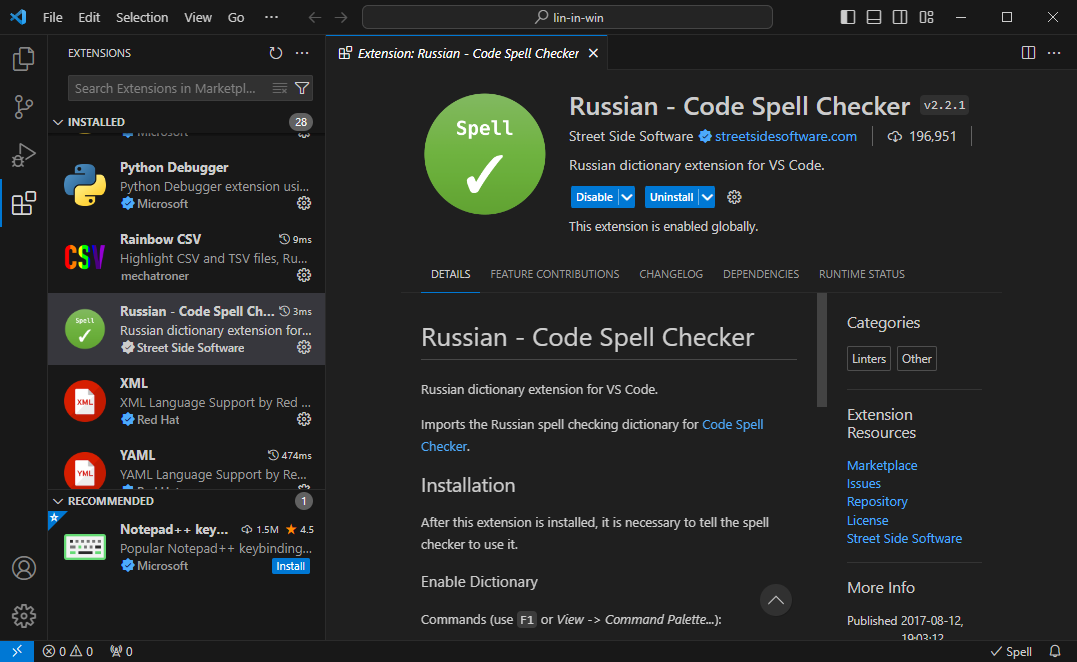 File Edit Selection View Go ··· lin-in-win
EXTENSIONS
Search Extensions in Marketpl...
INSTALLED 28
Microsoft
Python Debugger
Python Debugger extension usi...
Microsoft
Rainbow CSV 9ms
Highlight CSV and TSV files, Ru...
mechatroner
CSV
Russian - Code Spell Ch... 3ms
Russian dictionary extension for...
Street Side Software
Spell
XML
XML Language Support by Red ...
Red Hat
XML
YAML 474ms
YAML Language Support by Re...
Red Hat
YML
RECOMMENDED 1
Notepad++ key... 1.5M 4.5
Popular Notepad++ keybinding...
Microsoft Install
Extension: Russian - Code Spell Checker
Spell
Russian - Code Spell Checker v2.2.1
Street Side Software streetsidesoftware.com 196,951
Russian dictionary extension for VS Code.
Disable Uninstall
This extension is enabled globally.
DETAILS FEATURE CONTRIBUTIONS CHANGELOG DEPENDENCIES RUNTIME STATUS
Russian - Code Spell Checker
Russian dictionary extension for VS Code.
Imports the Russian spell checking dictionary for Code Spell
Checker.
Installation
After this extension is installed, it is necessary to tell the spell
checker to use it.
Enable Dictionary
Commands (use F1 or View -> Command Palette...):
Categories
Linters Other
Extension
Resources
Marketplace
Issues
Repository
License
Street Side Software
More Info
Published 2017-08-12,
19:03:12
0 0 0 Spell